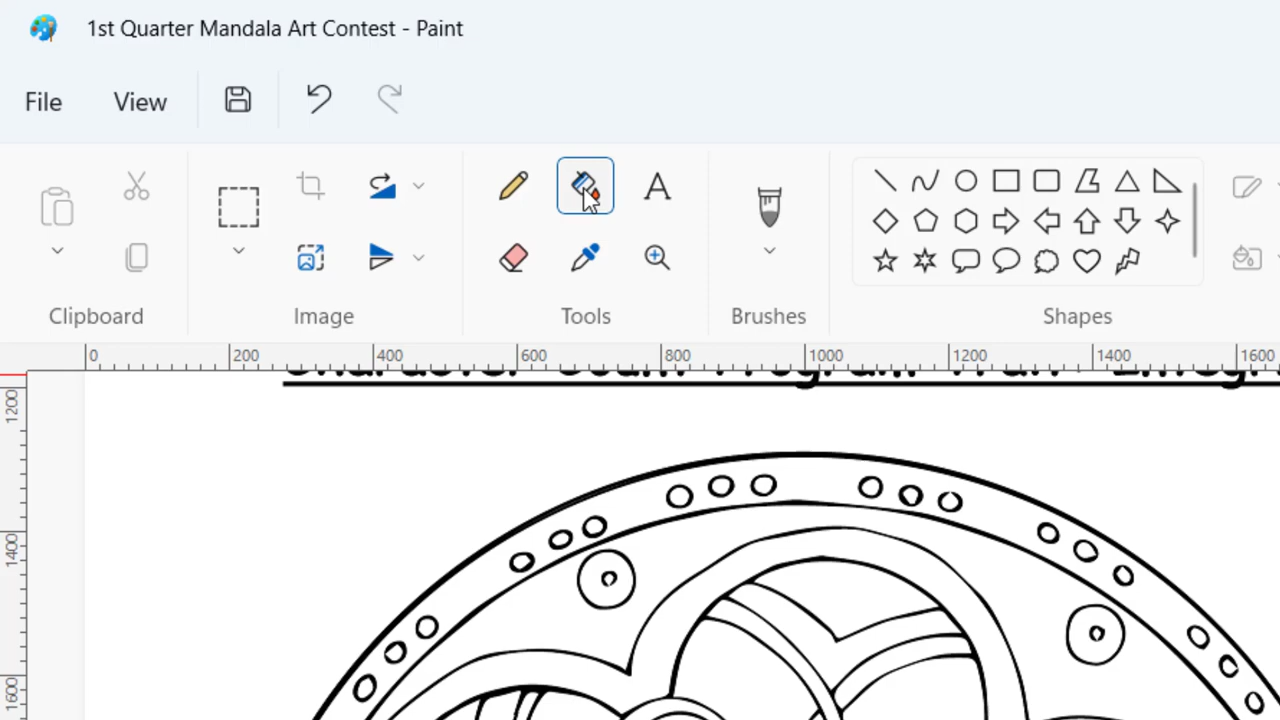 1st Quarter Mandala Art Contest - Paint
File View
Clipboard Image Tools Brushes Shapes
0 200 400 600 800 1000 1200 1400 1600
1200
1400
1600